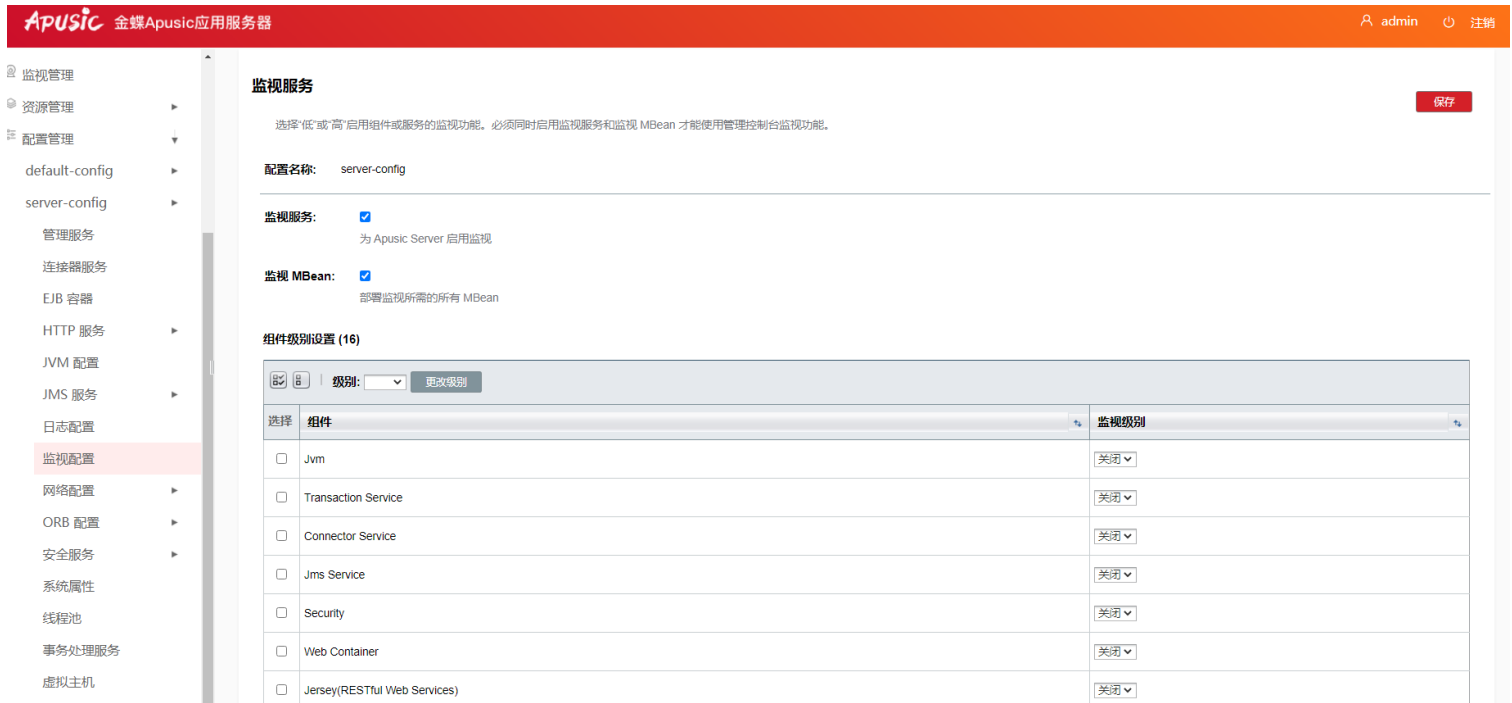 APUSIC 金蝶Apusic应用服务器
admin 注销
监视管理
资源管理
配置管理
default-config
server-config
管理服务
连接器服务
EJB 容器
HTTP 服务
JVM 配置
JMS 服务
日志配置
监视配置
网络配置
ORB 配置
安全服务
系统属性
线程池
事务处理服务
虚拟主机
监视服务
保存
选择“低”或“高”启用组件或服务的监视功能。必须同时启用监视服务和监视 MBean 才能使用管理控制台监视功能。
配置名称: server-config
监视服务:
为 Apusic Server 启用监视
监视 MBean:
部署监视所需的所有 MBean
组件级别设置 (16)
级别: 更改级别
选择 组件 监视级别
Jvm 关闭
Transaction Service 关闭
Connector Service 关闭
Jms Service 关闭
Security 关闭
Web Container 关闭
Jersey(RESTful Web Services) 关闭